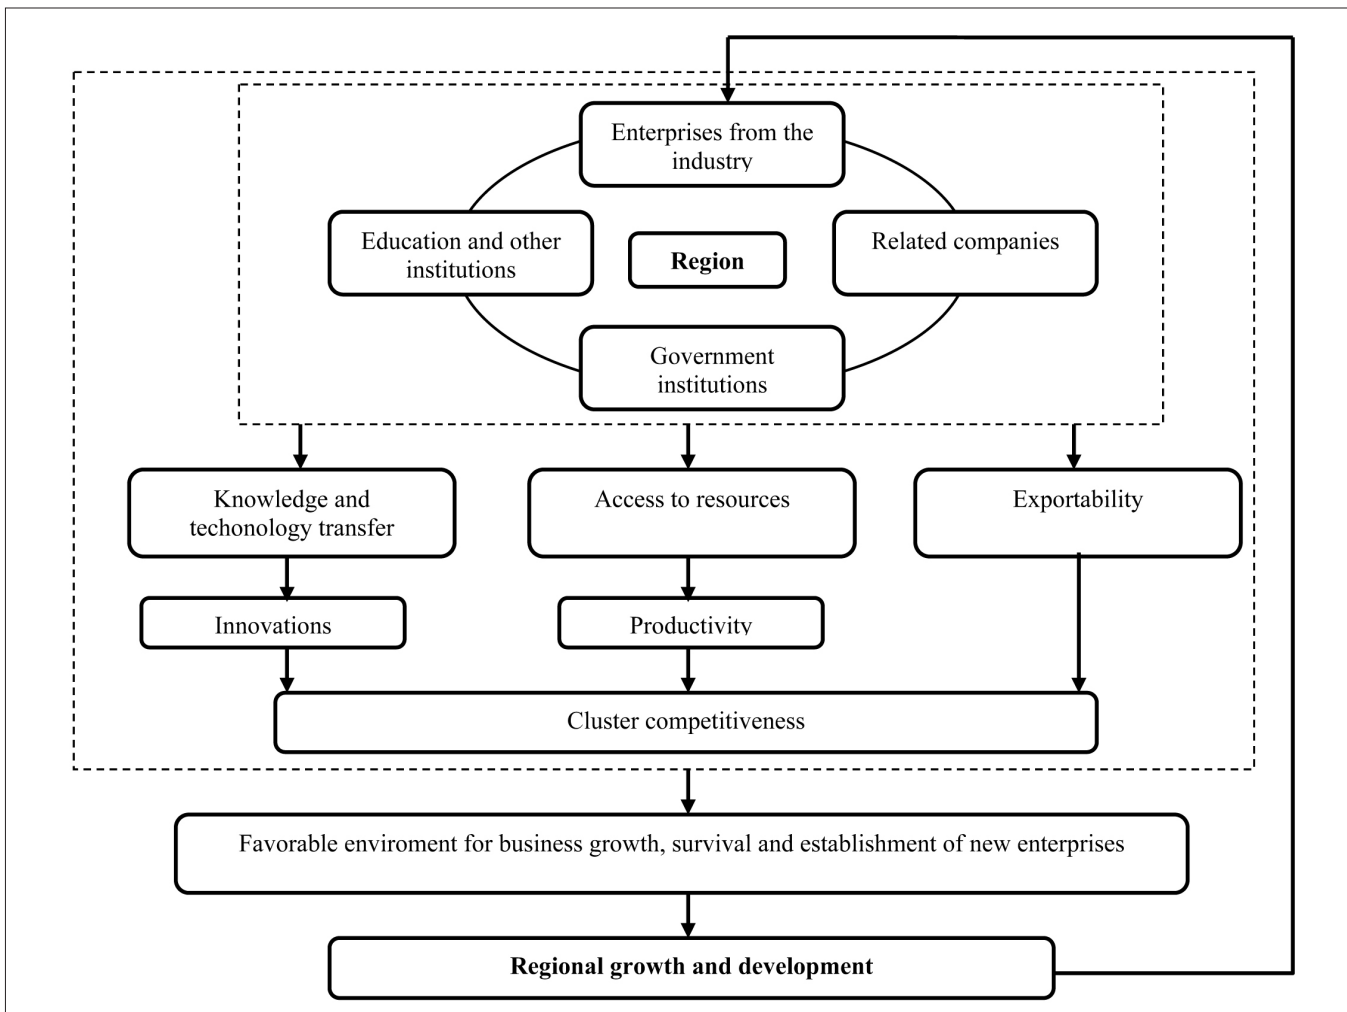 Enterprises from the
industry
Education and other
institutions
Region
Related companies
Government
institutions
Knowledge and
techonology transfer
Access to resources
Exportability
Innovations
Productivity
Cluster competitiveness
Favorable enviroment for business growth, survival and establishment of new enterprises
Regional growth and development